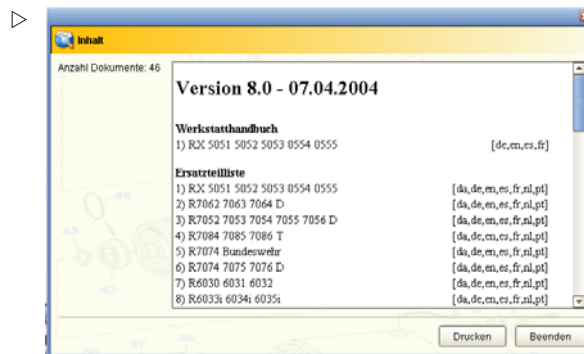 Inhalt
Anzahl Dokumente: 46
Version 8.0 - 07.04.2004
Werkstatthandbuch
1) RX 5051 5052 5053 0554 0555 [de,en,es,fr]
Ersatzteilliste
1) RX 5051 5052 5053 0554 0555 [da,de,en,es,fr,nl,pt]
2) R7062 7063 7064 D [da,de,en,es,fr,nl,pt]
3) R7052 7053 7054 7055 7056 D [da,de,en,es,fr,nl,pt]
4) R7084 7085 7086 T [da,de,en,es,fr,nl,pt]
5) R7074 Bundeswehr [da,de,en,es,fr,nl,pt]
6) R7074 7075 7076 D [da,de,en,es,fr,nl,pt]
7) R6030 6031 6032 [da,de,en,es,fr,nl,pt]
8) R6033i 6034i 6035i [da,de,en,es,fr,nl,pt]
Drucken Beenden